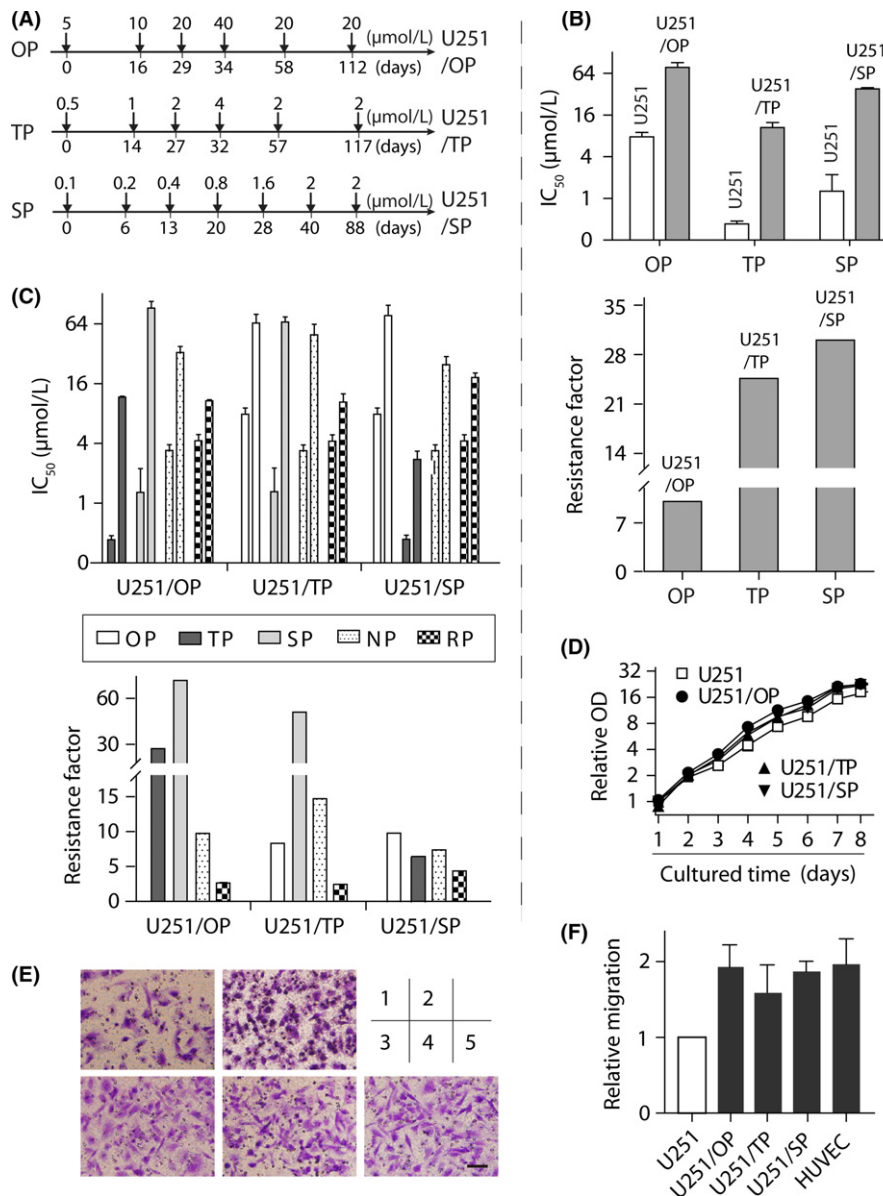 (A)
5 10 20 40 20 20
OP (μmol/L) U251
0 16 29 34 58 112 (days) /OP
0.5 1 2 4 2 2
TP (μmol/L) U251
0 14 27 32 57 117 (days) /TP
0.1 0.2 0.4 0.8 1.6 2 2
SP (μmol/L) U251
0 6 13 20 28 40 88 (days) /SP
(B)
IC50 (μmol/L)
64
16
4
1
0
U251
U251
/OP
U251
U251
/TP
U251
U251
/SP
OP TP SP
Resistance factor
35
28
21
14
7
0
U251
/OP
U251
/TP
U251
/SP
OP TP SP
(C)
IC50 (μmol/L)
64
16
4
1
0
U251/OP U251/TP U251/SP
OP TP SP NP RP
Resistance factor
60
30
15
10
5
0
U251/OP U251/TP U251/SP
(D)
Relative OD
32
16
8
4
2
1
U251
U251/OP
U251/TP
U251/SP
1 2 3 4 5 6 7 8
Cultured time (days)
(E)
1 2
3 4 5
(F)
Relative migration
2
1
0
U251
U251/OP
U251/TP
U251/SP
HUVEC